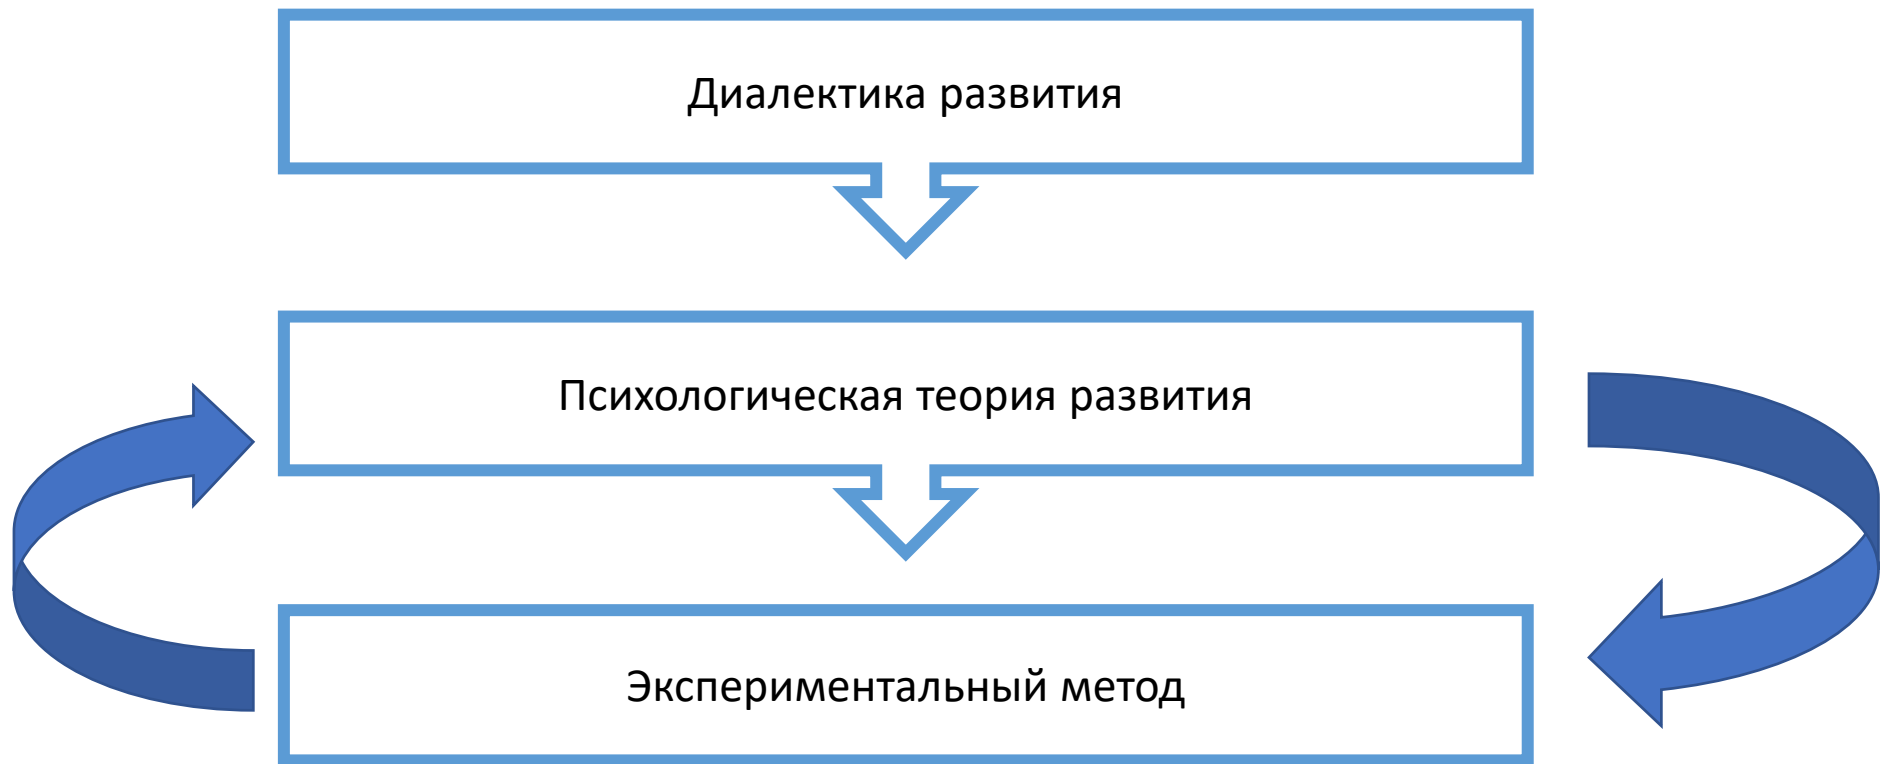 Диалектика развития
Психологическая теория развития
Экспериментальный метод